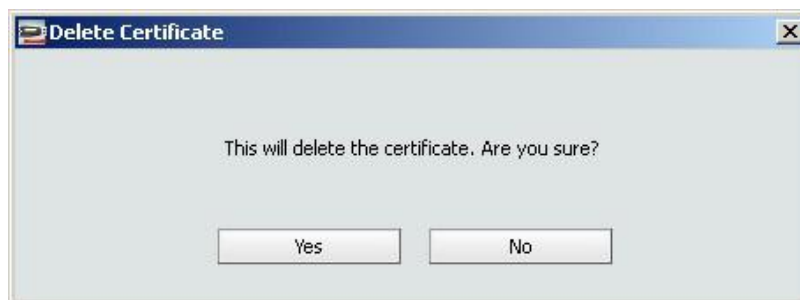 Delete Certificate
This will delete the certificate. Are you sure?
Yes No